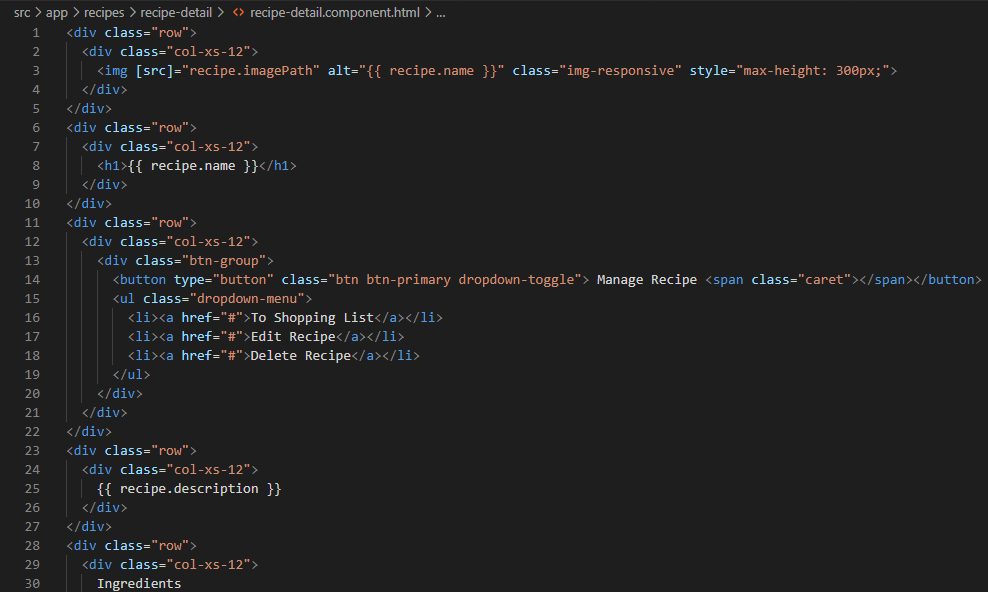 src > app > recipes > recipe-detail > <> recipe-detail.component.html > ...
1 <div class="row">
2 <div class="col-xs-12">
3 <img [src]="recipe.imagePath" alt="{{ recipe.name }}" class="img-responsive" style="max-height: 300px;">
4 </div>
5 </div>
6 <div class="row">
7 <div class="col-xs-12">
8 <h1>{{ recipe.name }}</h1>
9 </div>
10 </div>
11 <div class="row">
12 <div class="col-xs-12">
13 <div class="btn-group">
14 <button type="button" class="btn btn-primary dropdown-toggle"> Manage Recipe <span class="caret"></span></button>
15 <ul class="dropdown-menu">
16 <li><a href="#">To Shopping List</a></li>
17 <li><a href="#">Edit Recipe</a></li>
18 <li><a href="#">Delete Recipe</a></li>
19 </ul>
20 </div>
21 </div>
22 </div>
23 <div class="row">
24 <div class="col-xs-12">
25 {{ recipe.description }}
26 </div>
27 </div>
28 <div class="row">
29 <div class="col-xs-12">
30 Ingredients